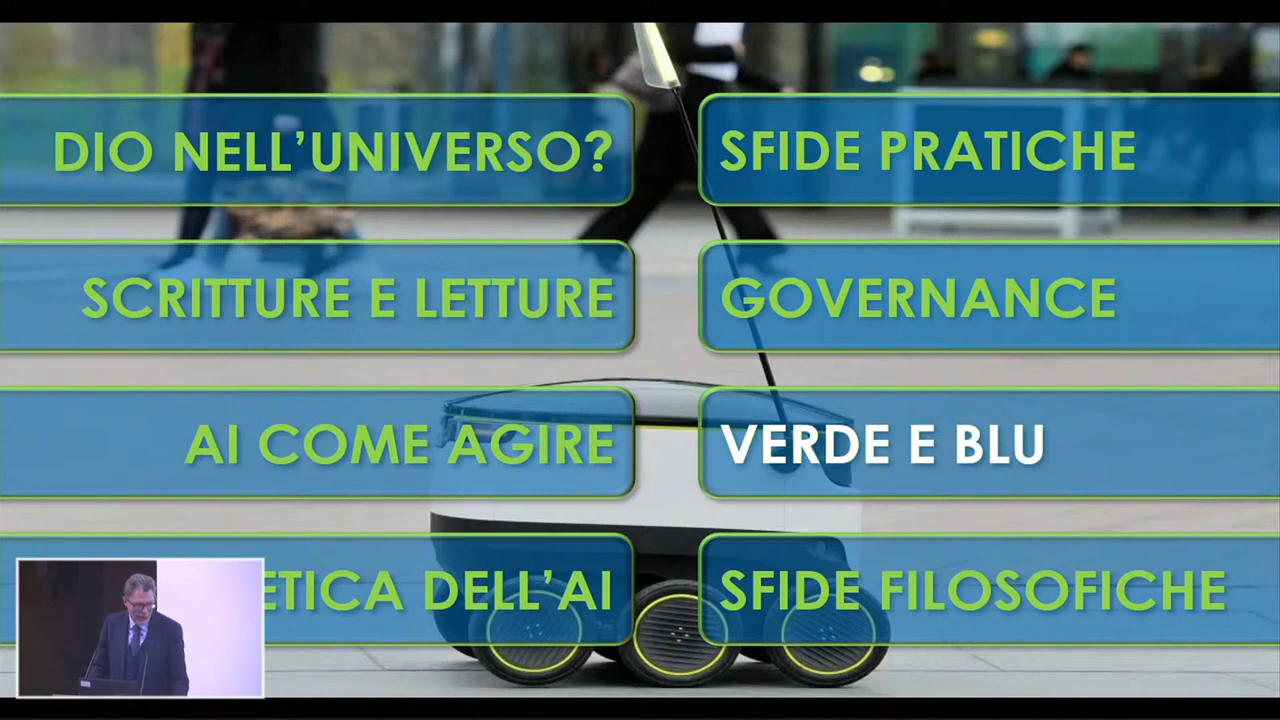 DIO NELL'UNIVERSO?
SCRITTURE E LETTURE
AI COME AGIRE
ETICA DELL'AI
SFIDE PRATICHE
GOVERNANCE
VERDE E BLU
SFIDE FILOSOFICHE